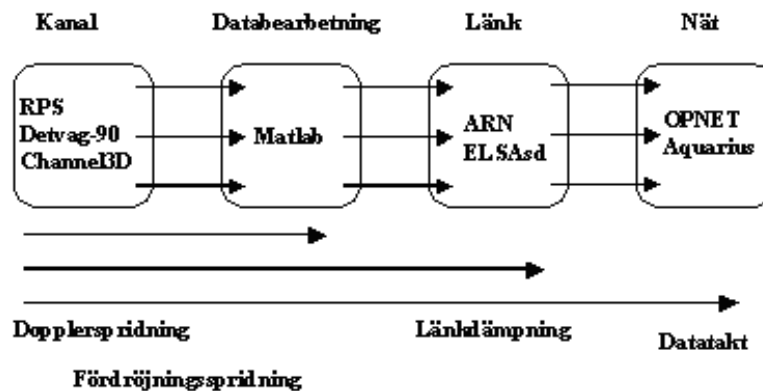 Kanal
Databearbetning
Länk
Nät
RPS
Detvag-90
Channel3D
Matlab
ARN
ELSAsd
OPNET
Aquarius
Dopplerspridning
Länkdämpning
Datatakt
Fördröjningsspridning